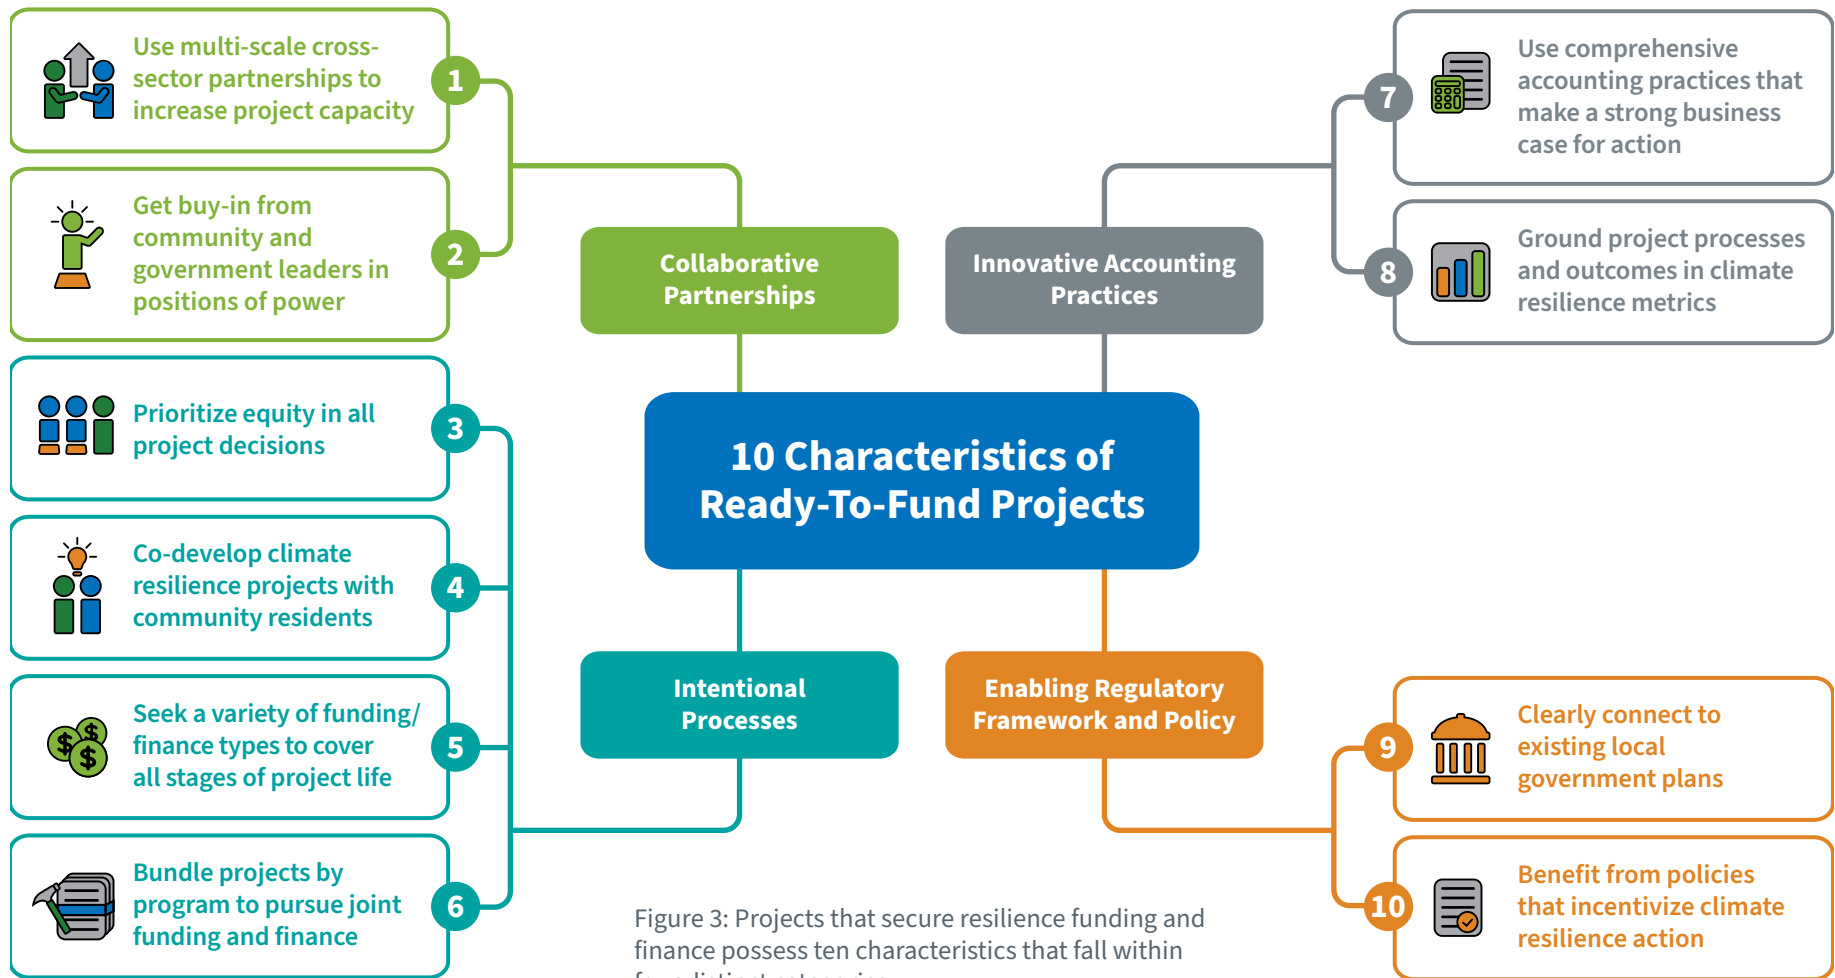 Use multi-scale cross-
sector partnerships to
increase project capacity
1
Get buy-in from
community and
government leaders in
positions of power
2
Prioritize equity in all
project decisions
3
Co-develop climate
resilience projects with
community residents
4
Seek a variety of funding/
finance types to cover
all stages of project life
5
Bundle projects by
program to pursue joint
funding and finance
6
Collaborative
Partnerships
Innovative Accounting
Practices
10 Characteristics of
Ready-To-Fund Projects
Intentional
Processes
Enabling Regulatory
Framework and Policy
7
Use comprehensive
accounting practices that
make a strong business
case for action
8
Ground project processes
and outcomes in climate
resilience metrics
9
Clearly connect to
existing local
government plans
10
Benefit from policies
that incentivize climate
resilience action
$
$
$
Figure 3: Projects that secure resilience funding and
finance possess ten characteristics that fall within